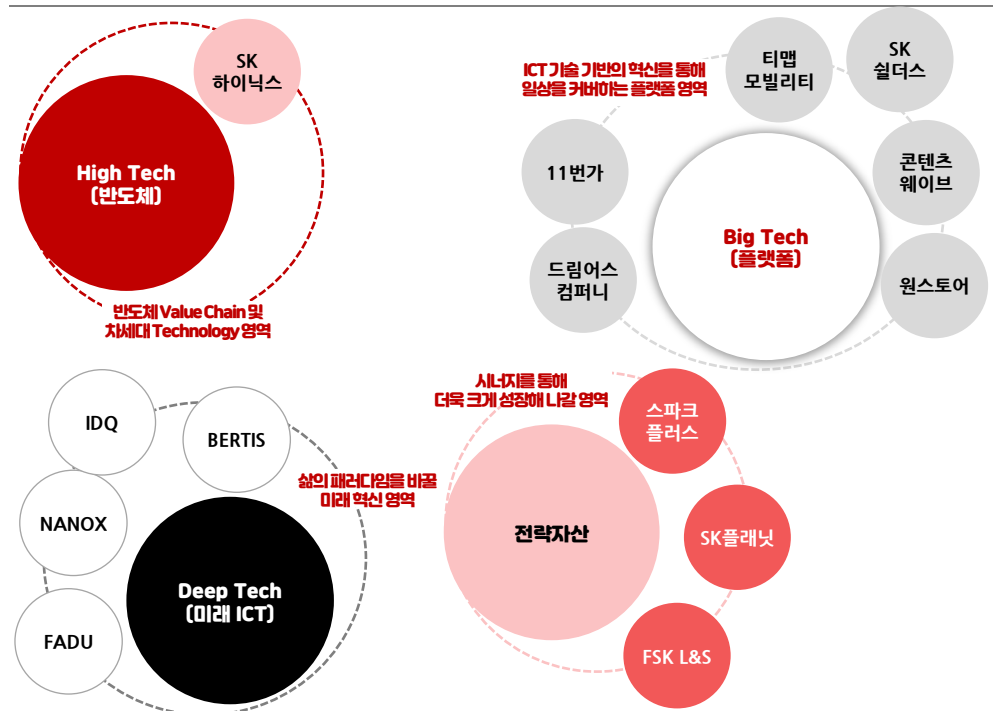 SK
하이닉스
High Tech
(반도체)
반도체 Value Chain 및
차세대 Technology 영역
ICT 기술 기반의 혁신을 통해
일상을 커버하는 플랫폼 영역
티맵
모빌리티
SK
쉴더스
11번가
콘텐츠
웨이브
Big Tech
(플랫폼)
드림어스
컴퍼니
원스토어
IDQ
BERTIS
NANOX
삶의 패러다임을 바꿀
미래 혁신 영역
Deep Tech
(미래 ICT)
FADU
시너지를 통해
더욱 크게 성장해 나갈 영역
스파크
플러스
전략자산
SK플래닛
FSK L&S